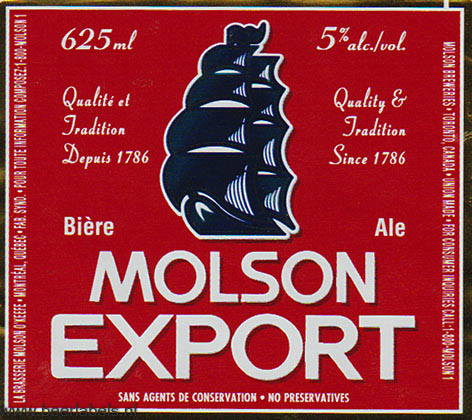 625ml
5% alc./vol.
Qualité et
Tradition
Depuis 1786
Quality &
Tradition
Since 1786
Bière
Ale
MOLSON
EXPORT
SANS AGENTS DE CONSERVATION • NO PRESERVATIVES
LA BRASSERIE MOLSON O'KEEFE • MONTRÉAL, QUÉBEC • FAB. SYND. • POUR TOUTE INFORMATION COMPOSEZ:1-800-MOLSON 1
MOLSON BREWERIES • TORONTO, CANADA • UNION MADE • FOR CONSUMER INQUIRIES CALL:1-800-MOLSON 1
www.beerlabels.nl